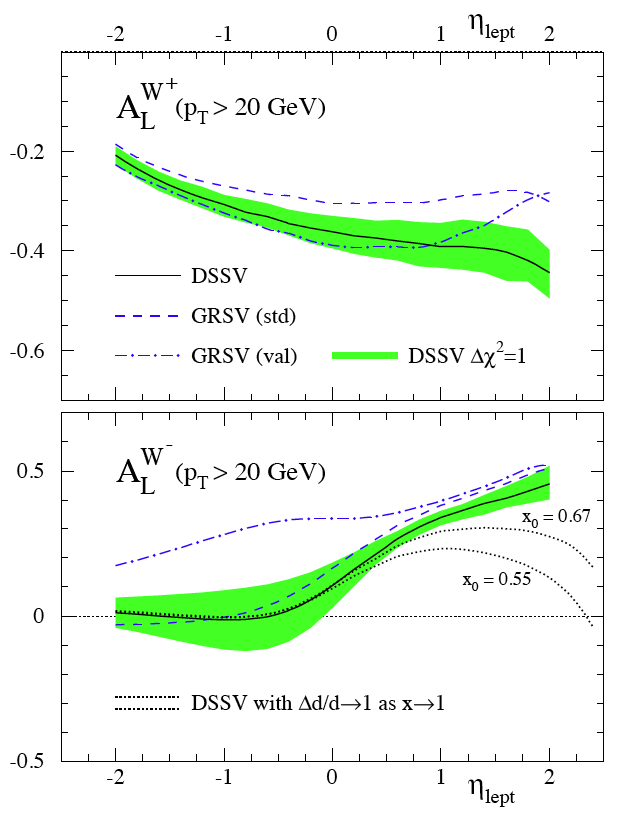 -2 -1 0 1 η_lept 2
A_L^{W^+} (p_T > 20 GeV)
-0.2
-0.4
DSSV
GRSV (std)
-0.6
GRSV (val)
DSSV Δχ^2=1
0.5
A_L^{W^-} (p_T > 20 GeV)
x_0 = 0.67
x_0 = 0.55
0
DSSV with Δd/d→1 as x→1
-0.5
-2 -1 0 1 η_lept 2